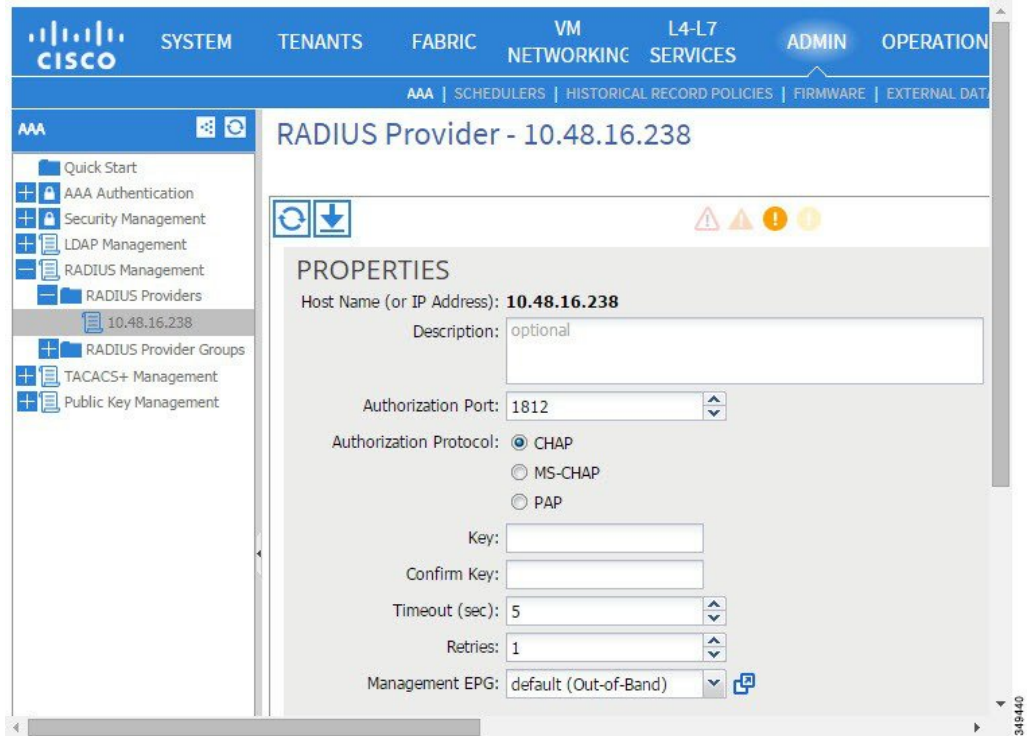 CISCO
SYSTEM
TENANTS
FABRIC
VM NETWORKING
L4-L7 SERVICES
ADMIN
OPERATION
AAA | SCHEDULERS | HISTORICAL RECORD POLICIES | FIRMWARE | EXTERNAL DATA
AAA
Quick Start
AAA Authentication
Security Management
LDAP Management
RADIUS Management
RADIUS Providers
10.48.16.238
RADIUS Provider Groups
TACACS+ Management
Public Key Management
RADIUS Provider - 10.48.16.238
PROPERTIES
Host Name (or IP Address): 10.48.16.238
Description: optional
Authorization Port: 1812
Authorization Protocol: CHAP
MS-CHAP
PAP
Key:
Confirm Key:
Timeout (sec): 5
Retries: 1
Management EPG: default (Out-of-Band)
349440